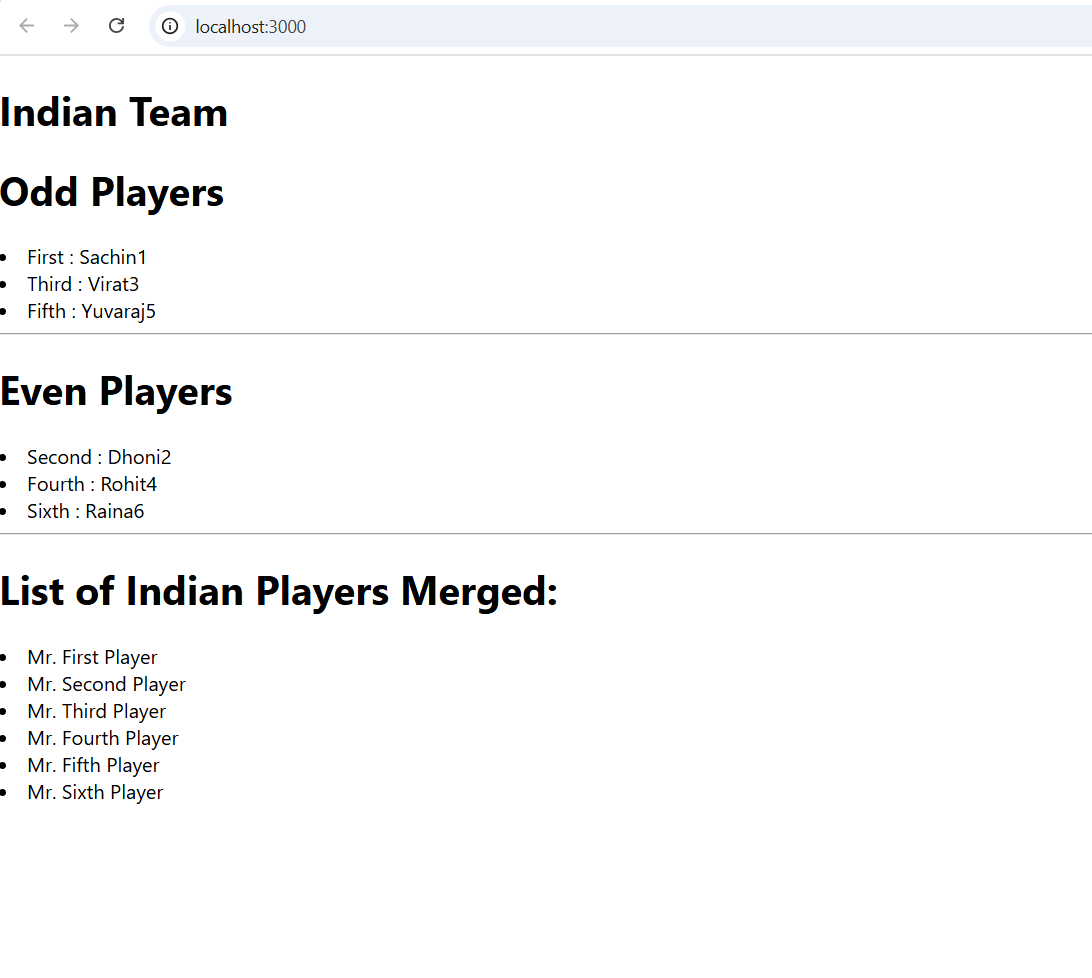 localhost:3000
Indian Team
Odd Players
First : Sachin1
Third : Virat3
Fifth : Yuvaraj5
Even Players
Second : Dhoni2
Fourth : Rohit4
Sixth : Raina6
List of Indian Players Merged:
Mr. First Player
Mr. Second Player
Mr. Third Player
Mr. Fourth Player
Mr. Fifth Player
Mr. Sixth Player